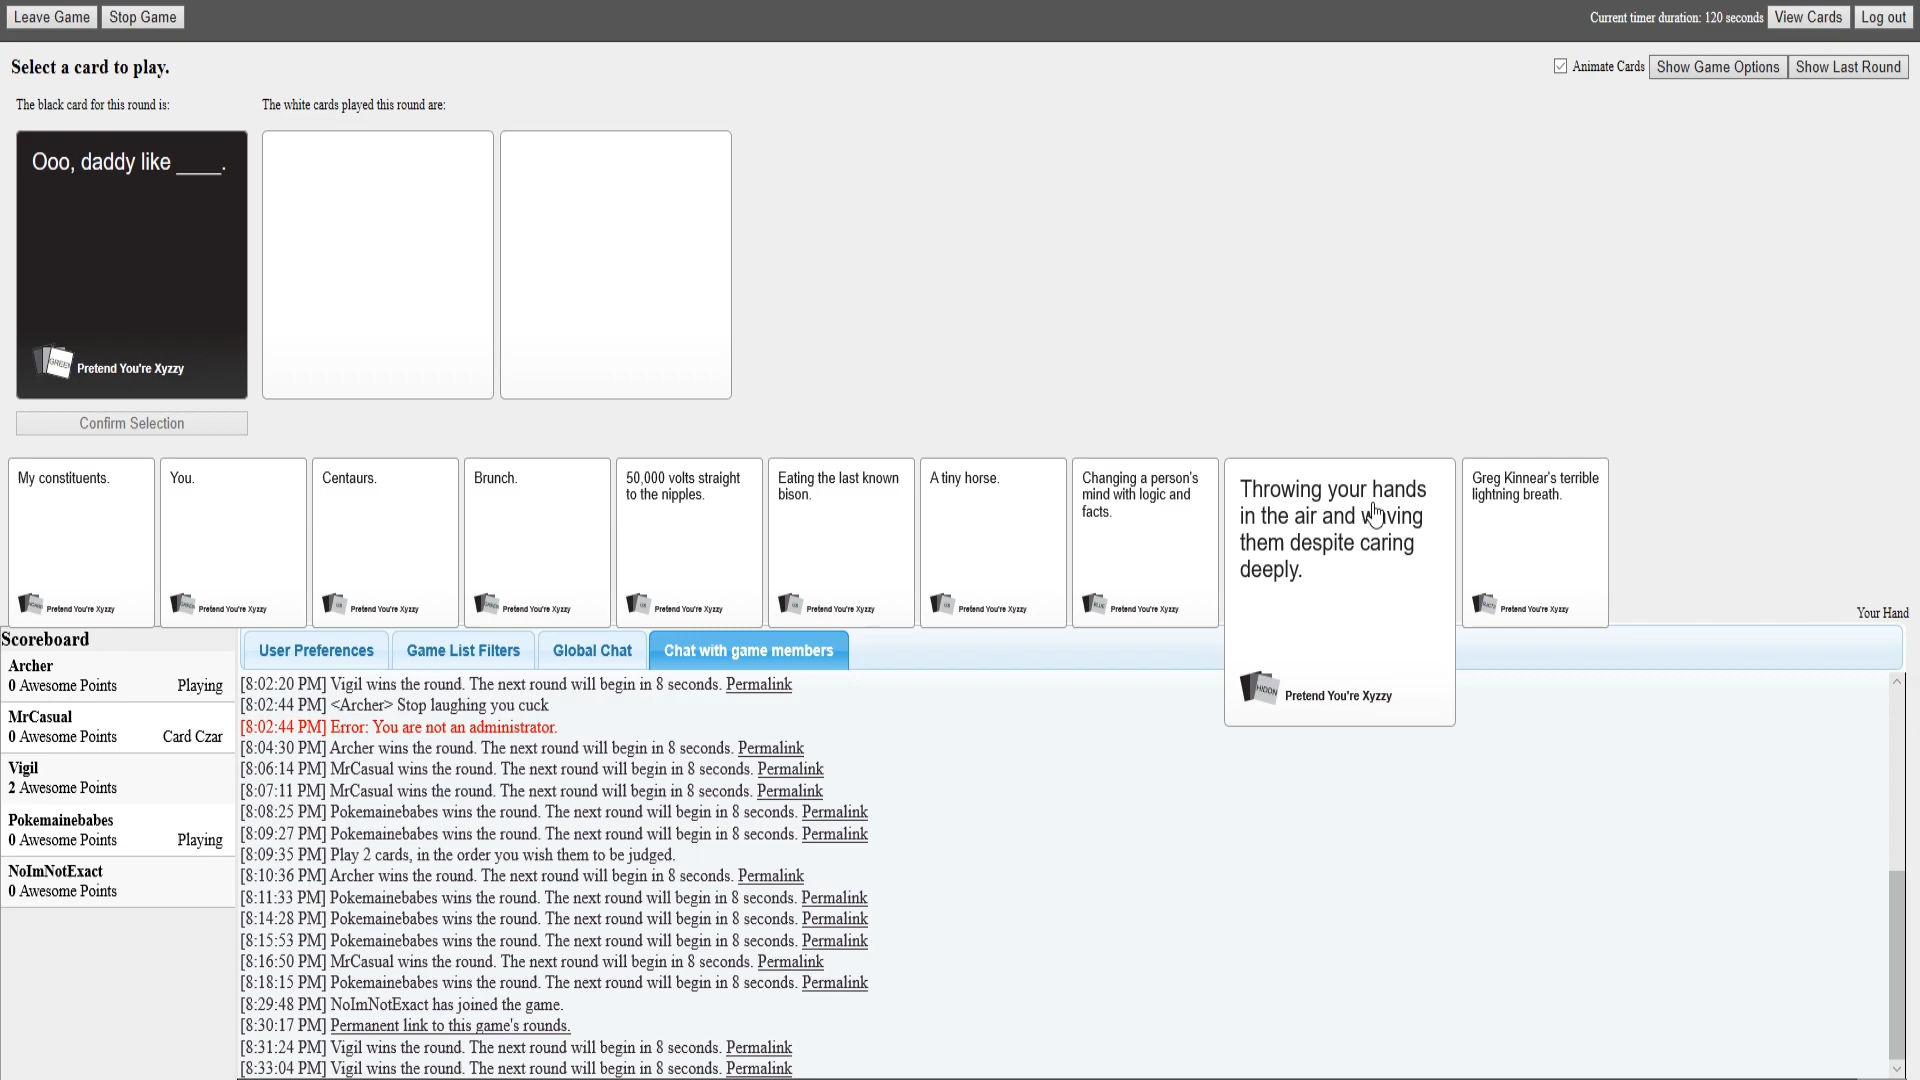 Leave Game Stop Game Current timer duration: 120 seconds View Cards Log out
Select a card to play. Animate Cards Show Game Options Show Last Round
The black card for this round is: The white cards played this round are:
Ooo, daddy like ____.
Pretend You're Xyzzy
Confirm Selection
My constituents.
Pretend You're Xyzzy
You.
Pretend You're Xyzzy
Centaurs.
Pretend You're Xyzzy
Brunch.
Pretend You're Xyzzy
50,000 volts straight
to the nipples.
Pretend You're Xyzzy
Eating the last known
bison.
Pretend You're Xyzzy
A tiny horse.
Pretend You're Xyzzy
Changing a person's
mind with logic and
facts.
Pretend You're Xyzzy
Throwing your hands
in the air and waving
them despite caring
deeply.
Pretend You're Xyzzy
Greg Kinnear's terrible
lightning breath.
Pretend You're Xyzzy
Your Hand
Scoreboard
Archer
0 Awesome Points Playing
MrCasual
0 Awesome Points Card Czar
Vigil
2 Awesome Points
Pokemainebabes
0 Awesome Points Playing
NoImNotExact
0 Awesome Points
User Preferences Game List Filters Global Chat Chat with game members
[8:02:20 PM] Vigil wins the round. The next round will begin in 8 seconds. Permalink
[8:02:44 PM] <Archer> Stop laughing you cuck
[8:02:44 PM] Error: You are not an administrator.
[8:04:30 PM] Archer wins the round. The next round will begin in 8 seconds. Permalink
[8:06:14 PM] MrCasual wins the round. The next round will begin in 8 seconds. Permalink
[8:07:11 PM] MrCasual wins the round. The next round will begin in 8 seconds. Permalink
[8:08:25 PM] Pokemainebabes wins the round. The next round will begin in 8 seconds. Permalink
[8:09:27 PM] Pokemainebabes wins the round. The next round will begin in 8 seconds. Permalink
[8:09:35 PM] Play 2 cards, in the order you wish them to be judged.
[8:10:36 PM] Archer wins the round. The next round will begin in 8 seconds. Permalink
[8:11:33 PM] Pokemainebabes wins the round. The next round will begin in 8 seconds. Permalink
[8:14:28 PM] Pokemainebabes wins the round. The next round will begin in 8 seconds. Permalink
[8:15:53 PM] Pokemainebabes wins the round. The next round will begin in 8 seconds. Permalink
[8:16:50 PM] MrCasual wins the round. The next round will begin in 8 seconds. Permalink
[8:18:15 PM] Pokemainebabes wins the round. The next round will begin in 8 seconds. Permalink
[8:29:48 PM] NoImNotExact has joined the game.
[8:30:17 PM] Permanent link to this game's rounds.
[8:31:24 PM] Vigil wins the round. The next round will begin in 8 seconds. Permalink
[8:33:04 PM] Vigil wins the round. The next round will begin in 8 seconds. Permalink